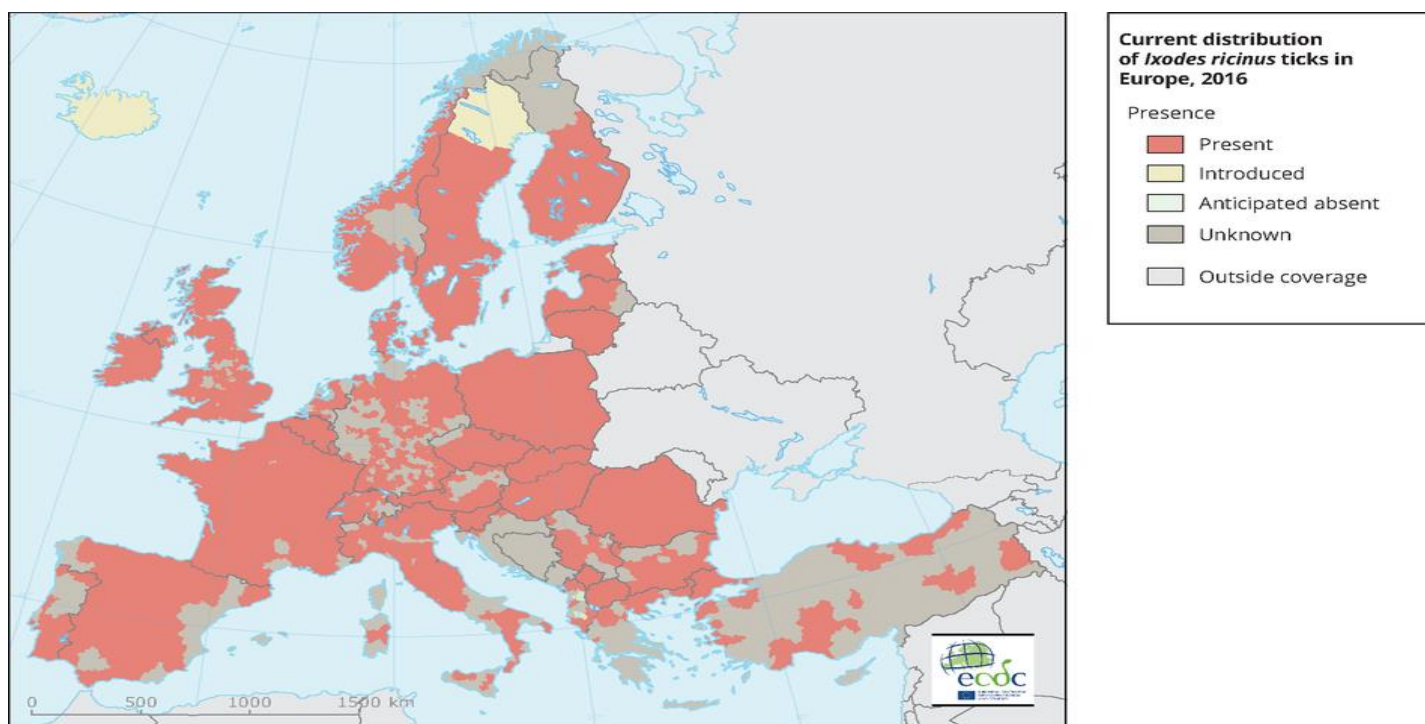 Current distribution
of Ixodes ricinus ticks in
Europe, 2016
Presence
Present
Introduced
Anticipated absent
Unknown
Outside coverage
0 500 1000 1500 km
ecdc